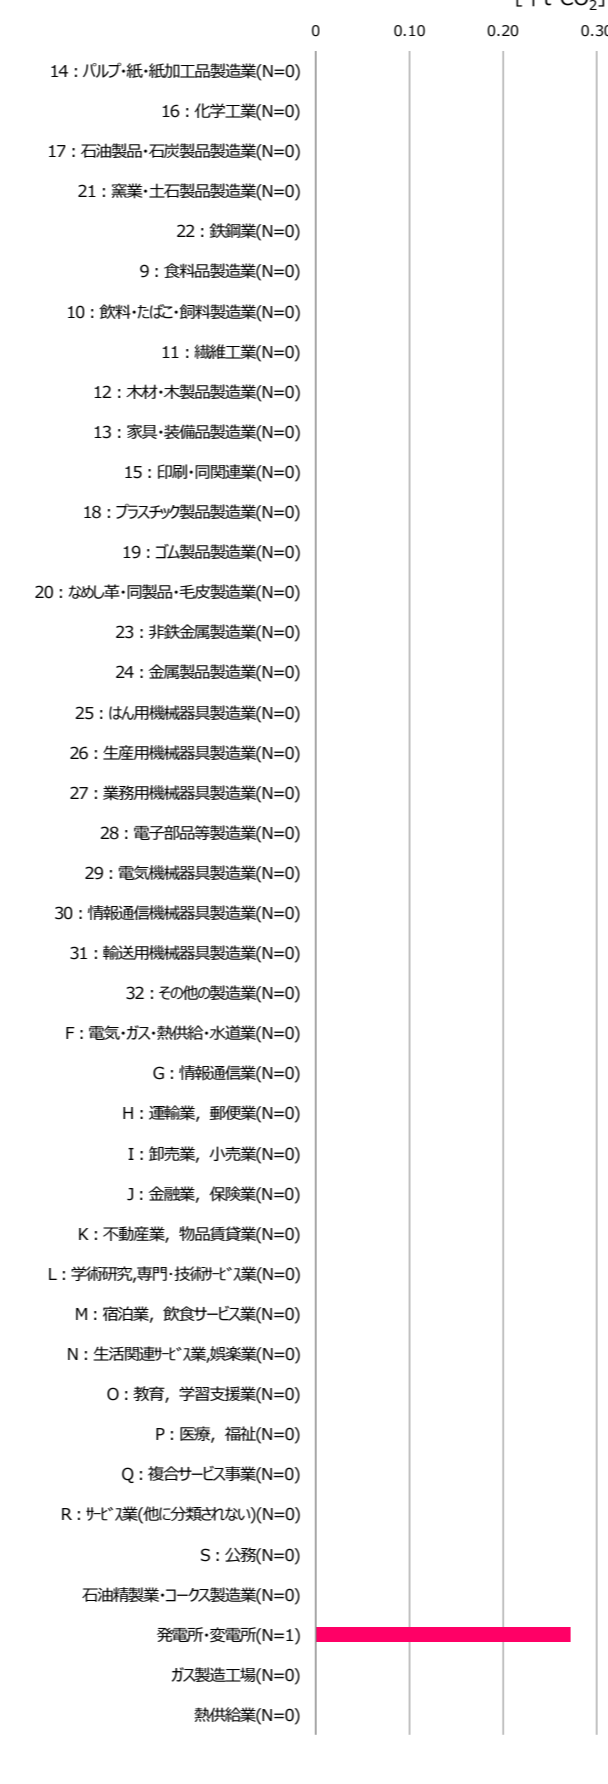 0 0.10 0.20 0.30
14：パルプ・紙・紙加工品製造業(N=0)
16：化学工業(N=0)
17：石油製品・石炭製品製造業(N=0)
21：窯業・土石製品製造業(N=0)
22：鉄鋼業(N=0)
9：食料品製造業(N=0)
10：飲料・たばこ・飼料製造業(N=0)
11：繊維工業(N=0)
12：木材・木製品製造業(N=0)
13：家具・装備品製造業(N=0)
15：印刷・同関連業(N=0)
18：プラスチック製品製造業(N=0)
19：ゴム製品製造業(N=0)
20：なめし革・同製品・毛皮製造業(N=0)
23：非鉄金属製造業(N=0)
24：金属製品製造業(N=0)
25：はん用機械器具製造業(N=0)
26：生産用機械器具製造業(N=0)
27：業務用機械器具製造業(N=0)
28：電子部品等製造業(N=0)
29：電気機械器具製造業(N=0)
30：情報通信機械器具製造業(N=0)
31：輸送用機械器具製造業(N=0)
32：その他の製造業(N=0)
F：電気・ガス・熱供給・水道業(N=0)
G：情報通信業(N=0)
H：運輸業，郵便業(N=0)
I：卸売業，小売業(N=0)
J：金融業，保険業(N=0)
K：不動産業，物品賃貸業(N=0)
L：学術研究,専門・技術ｻｰﾋﾞｽ業(N=0)
M：宿泊業，飲食サービス業(N=0)
N：生活関連ｻｰﾋﾞｽ業,娯楽業(N=0)
O：教育，学習支援業(N=0)
P：医療，福祉(N=0)
Q：複合サービス事業(N=0)
R：ｻｰﾋﾞｽ業(他に分類されない)(N=0)
S：公務(N=0)
石油精製業・コークス製造業(N=0)
発電所・変電所(N=1)
ガス製造工場(N=0)
熱供給業(N=0)